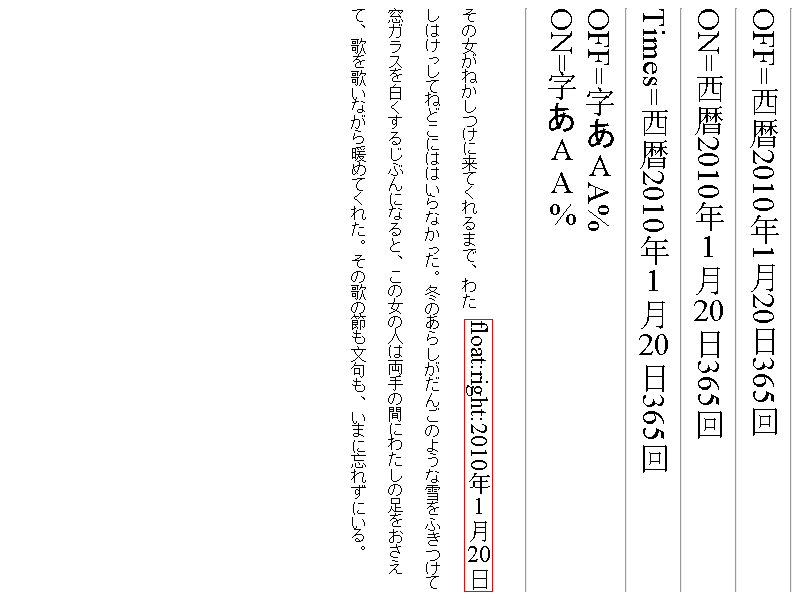 OFF=西暦2010年1月20日365回
ON=西暦2010年1月20日365回
Times=西暦2010年1月20日365回
OFF=字あAA%
ON=字あAA%
float:right:2010年1月20日
その女がねかしつけに来てくれるまで、わた
しはけっしてねどこにははいらなかった。冬のあらしがだんごのような雪をふきつけて
窓ガラスを白くするじぶんになると、この女の人は両手の間にわたしの足をおさえ
て、歌を歌いながら暖めてくれた。その歌の節も文句も、いまに忘れずにいる。